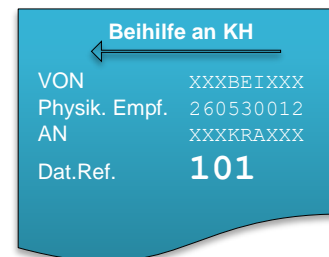 Beihilfe an KH
VON XXXBEIXXX
Physik. Empf. 260530012
AN XXXKRAXXX
Dat.Ref. 101